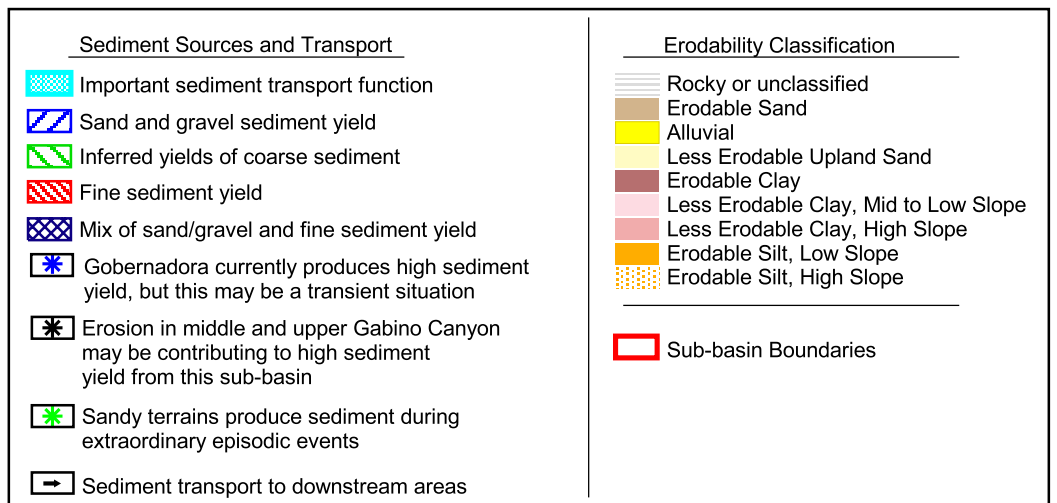 Sediment Sources and Transport
Important sediment transport function
Sand and gravel sediment yield
Inferred yields of coarse sediment
Fine sediment yield
Mix of sand/gravel and fine sediment yield
Gobernadora currently produces high sediment
yield, but this may be a transient situation
Erosion in middle and upper Gabino Canyon
may be contributing to high sediment
yield from this sub-basin
Sandy terrains produce sediment during
extraordinary episodic events
Sediment transport to downstream areas
Erodability Classification
Rocky or unclassified
Erodable Sand
Alluvial
Less Erodable Upland Sand
Erodable Clay
Less Erodable Clay, Mid to Low Slope
Less Erodable Clay, High Slope
Erodable Silt, Low Slope
Erodable Silt, High Slope
Sub-basin Boundaries